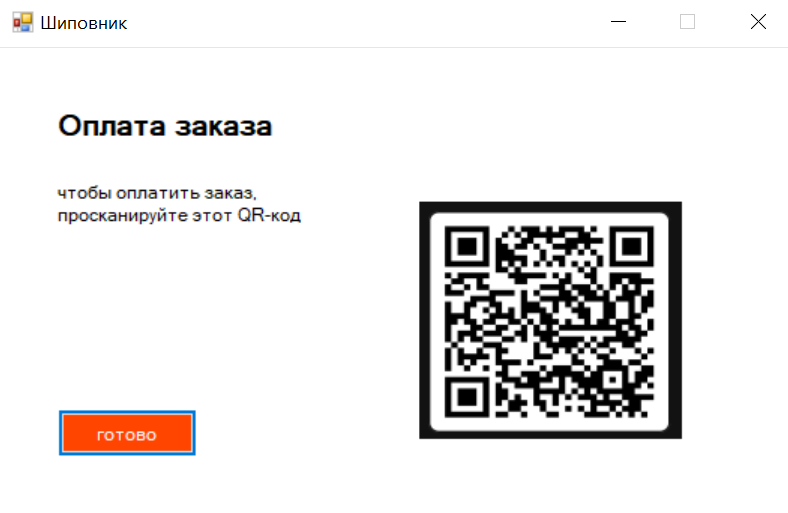 Шиповник
Оплата заказа
чтобы оплатить заказ,
просканируйте этот QR-код
готово